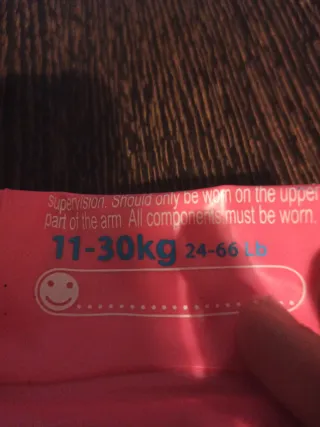 supervision. Should only be worn on the upper
part of the arm. All components must be worn.
11-30kg 24-66 Lb